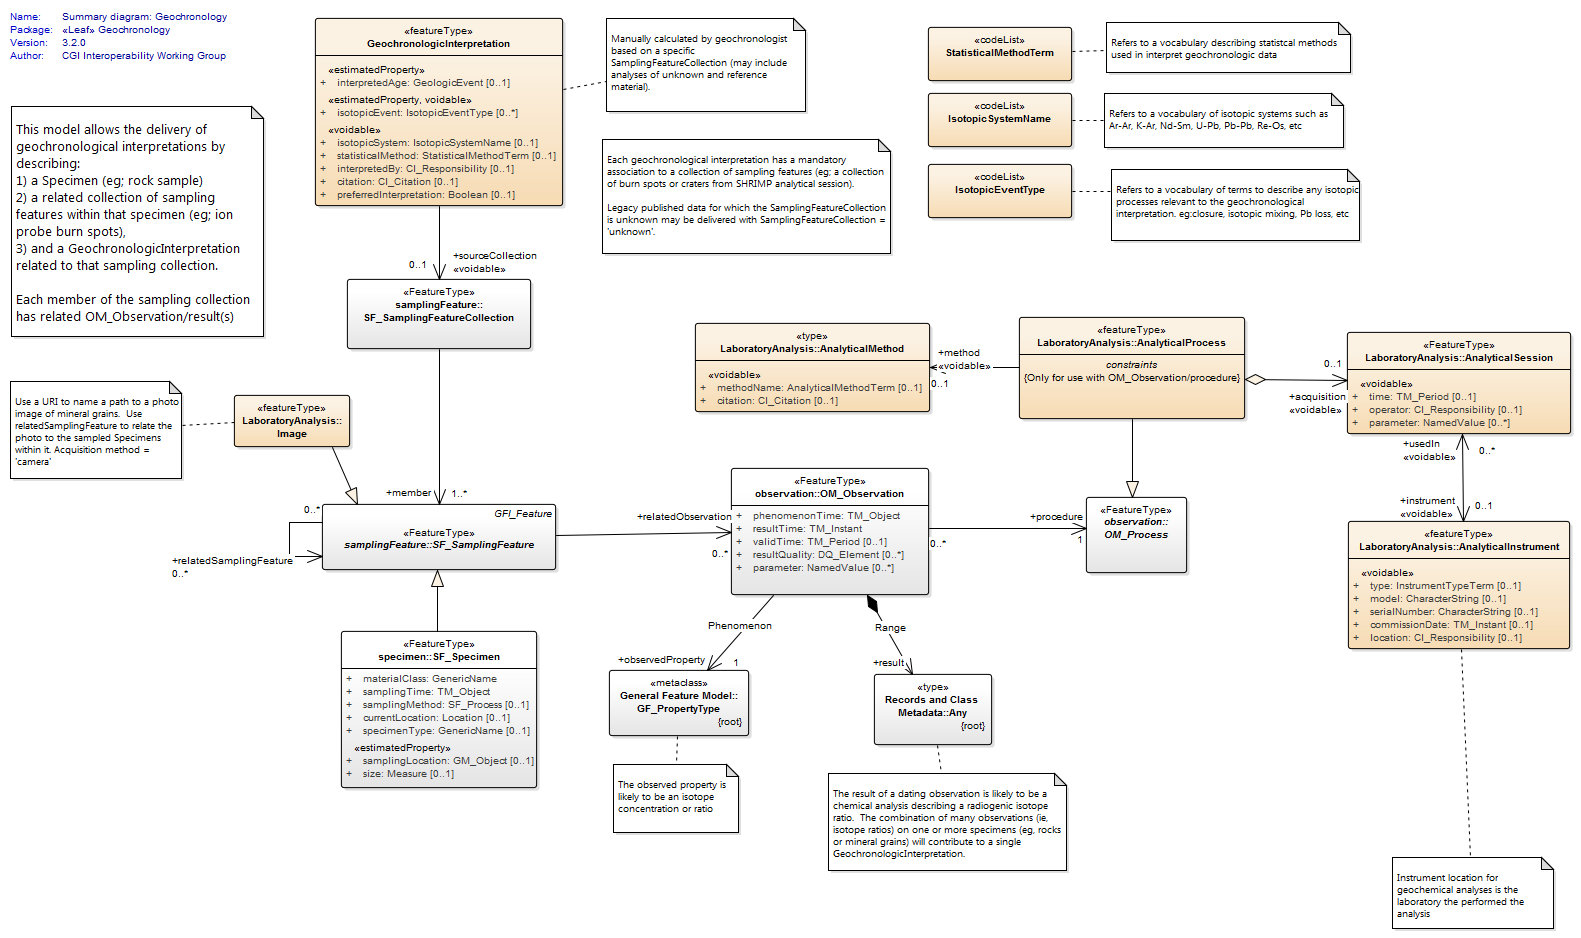 Name: Summary diagram: Geochronology
Package: «Leaf» Geochronology
Version: 3.2.0
Author: CGI Interoperability Working Group
This model allows the delivery of
geochronological interpretations by
describing:
1) a Specimen (eg; rock sample)
2) a related collection of sampling
features within that specimen (eg; ion
probe burn spots),
3) and a GeochronologicInterpretation
related to that sampling collection.
Each member of the sampling collection
has related OM_Observation/result(s)
«featureType»
GeochronologicInterpretation
«estimatedProperty»
+ interpretedAge: GeologicEvent [0..1]
«estimatedProperty, voidable»
+ isotopicEvent: IsotopicEventType [0..*]
«voidable»
+ isotopicSystem: IsotopicSystemName [0..1]
+ statisticalMethod: StatisticalMethodTerm [0..1]
+ interpretedBy: CI_Responsibility [0..1]
+ citation: CI_Citation [0..1]
+ preferredInterpretation: Boolean [0..1]
Manually calculated by geochronologist
based on a specific
SamplingFeatureCollection (may include
analyses of unknown and reference
material).
Each geochronological interpretation has a mandatory
association to a collection of sampling features (eg; a collection
of burn spots or craters from SHRIMP analytical session).
Legacy published data for which the SamplingFeatureCollection
is unknown may be delivered with SamplingFeatureCollection =
'unknown'.
«codeList»
StatisticalMethodTerm
Refers to a vocabulary describing statistcal methods
used in interpret geochronologic data
«codeList»
IsotopicSystemName
Refers to a vocabulary of isotopic systems such as
Ar-Ar, K-Ar, Nd-Sm, U-Pb, Pb-Pb, Re-Os, etc
«codeList»
IsotopicEventType
Refers to a vocabulary of terms to describe any isotopic
processes relevant to the geochronological
interpretation. eg:closure, isotopic mixing, Pb loss, etc
0..1
+sourceCollection
«voidable»
«FeatureType»
samplingFeature::
SF_SamplingFeatureCollection
«type»
LaboratoryAnalysis::AnalyticalMethod
«voidable»
+ methodName: AnalyticalMethodTerm [0..1]
+ citation: CI_Citation [0..1]
+method
«voidable»
0..1
«featureType»
LaboratoryAnalysis::AnalyticalProcess
constraints
{Only for use with OM_Observation/procedure}
0..1
+acquisition
«voidable»
«FeatureType»
LaboratoryAnalysis::AnalyticalSession
«voidable»
+ time: TM_Period [0..1]
+ operator: CI_Responsibility [0..1]
+ parameter: NamedValue [0..*]
+usedIn
«voidable»
0..*
+instrument
«voidable»
0..1
«featureType»
LaboratoryAnalysis::AnalyticalInstrument
«voidable»
+ type: InstrumentTypeTerm [0..1]
+ model: CharacterString [0..1]
+ serialNumber: CharacterString [0..1]
+ commissionDate: TM_Instant [0..1]
+ location: CI_Responsibility [0..1]
Use a URI to name a path to a photo
image of mineral grains. Use
relatedSamplingFeature to relate the
photo to the sampled Specimens
within it. Acquisition method =
'camera'
«featureType»
LaboratoryAnalysis::
Image
+member
1..*
0..*
+relatedSamplingFeature
0..*
GFI_Feature
«FeatureType»
samplingFeature::SF_SamplingFeature
+relatedObservation
0..*
«FeatureType»
observation::OM_Observation
+ phenomenonTime: TM_Object
+ resultTime: TM_Instant
+ validTime: TM_Period [0..1]
+ resultQuality: DQ_Element [0..*]
+ parameter: NamedValue [0..*]
0..*
+procedure
1
«FeatureType»
observation::
OM_Process
«FeatureType»
specimen::SF_Specimen
+ materialClass: GenericName
+ samplingTime: TM_Object
+ samplingMethod: SF_Process [0..1]
+ currentLocation: Location [0..1]
+ specimenType: GenericName [0..1]
«estimatedProperty»
+ samplingLocation: GM_Object [0..1]
+ size: Measure [0..1]
Phenomenon
+observedProperty
1
Range
+result
«metaclass»
General Feature Model::
GF_PropertyType
{root}
«type»
Records and Class
Metadata::Any
{root}
The observed property is
likely to be an isotope
concentration or ratio
The result of a dating observation is likely to be a
chemical analysis describing a radiogenic isotope
ratio. The combination of many observations (ie,
isotope ratios) on one or more specimens (eg, rocks
or mineral grains) will contribute to a single
GeochronologicInterpretation.
Instrument location for
geochemical analyses is the
laboratory the performed the
analysis